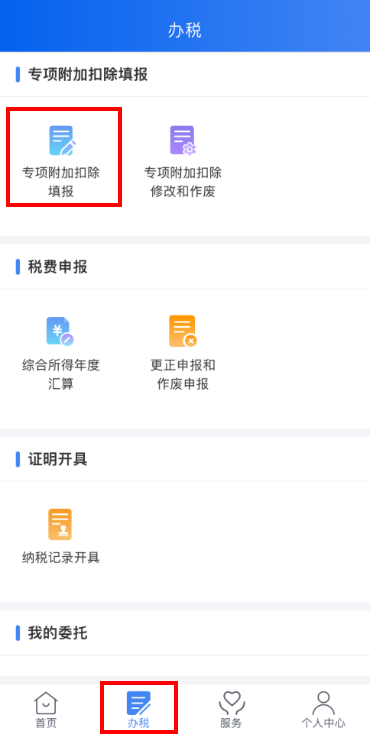 办税
专项附加扣除填报
专项附加扣除
填报
专项附加扣除
修改和作废
税费申报
综合所得年度
汇算
更正申报和
作废申报
证明开具
纳税记录开具
我的委托
首页
办税
服务
个人中心